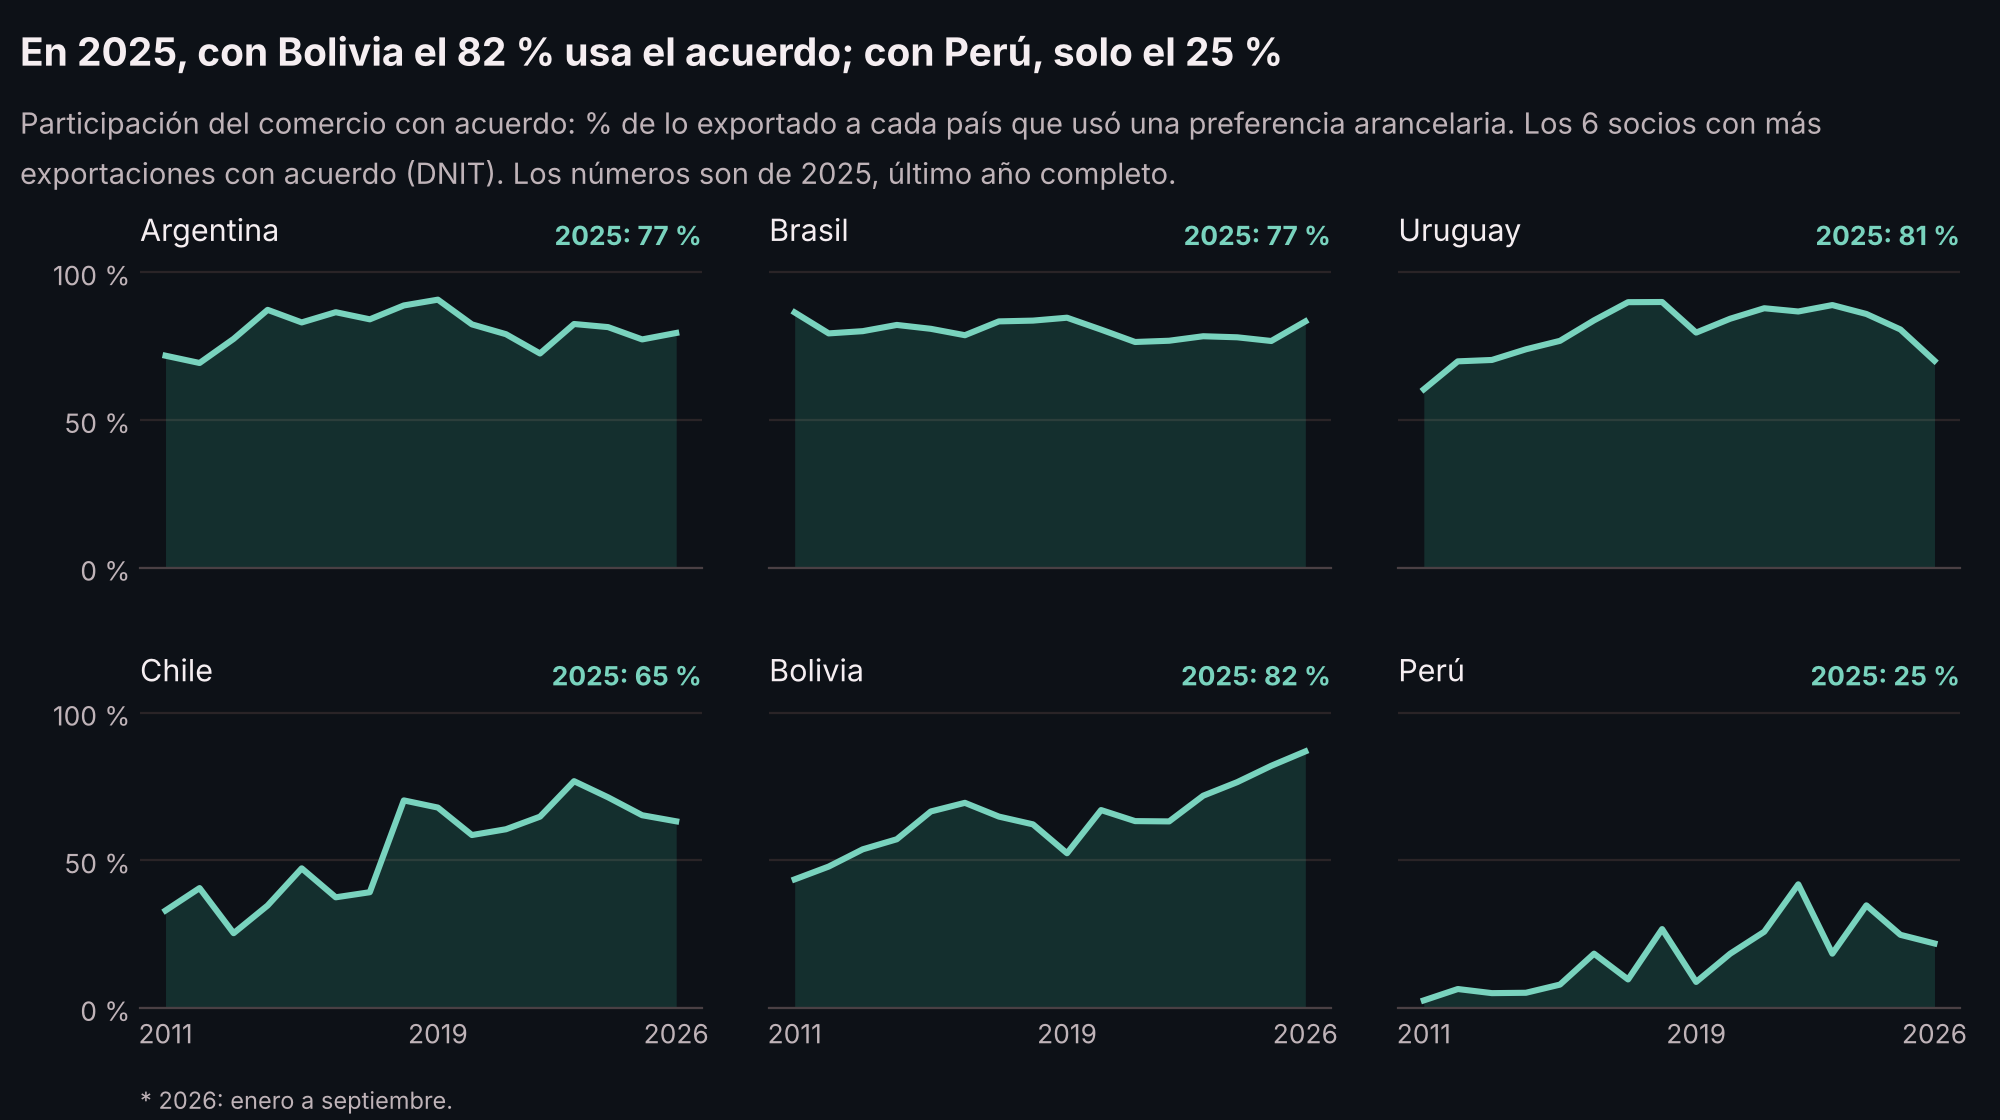 En 2025, con Bolivia el 82 % usa el acuerdo; con Perú, solo el 25 %
Participación del comercio con acuerdo: % de lo exportado a cada país que usó una preferencia arancelaria. Los 6 socios con más
exportaciones con acuerdo (DNIT). Los números son de 2025, último año completo.
Argentina 2025: 77 %
Brasil 2025: 77 %
Uruguay 2025: 81 %
100 %
50 %
0 %
Chile 2025: 65 %
Bolivia 2025: 82 %
Perú 2025: 25 %
100 %
50 %
0 %
2011 2019 2026
2011 2019 2026
2011 2019 2026
* 2026: enero a septiembre.